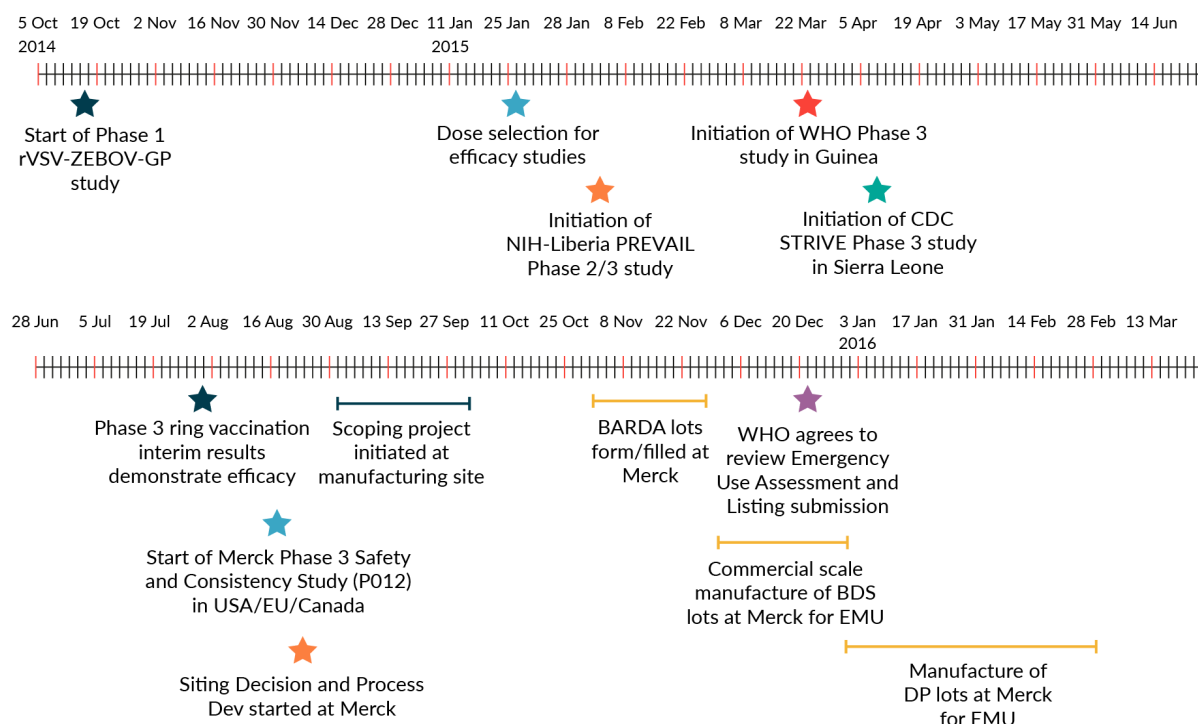 5 Oct 19 Oct 2 Nov 16 Nov 30 Nov 14 Dec 28 Dec 11 Jan 25 Jan 28 Jan 8 Feb 22 Feb 8 Mar 22 Mar 5 Apr 19 Apr 3 May 17 May 31 May 14 Jun
2014 2015
Start of Phase 1
rVSV-ZEBOV-GP
study
Dose selection for
efficacy studies
Initiation of
NIH-Liberia PREVAIL
Phase 2/3 study
Initiation of WHO Phase 3
study in Guinea
Initiation of CDC
STRIVE Phase 3 study
in Sierra Leone
28 Jun 5 Jul 19 Jul 2 Aug 16 Aug 30 Aug 13 Sep 27 Sep 11 Oct 25 Oct 8 Nov 22 Nov 6 Dec 20 Dec 3 Jan 17 Jan 31 Jan 14 Feb 28 Feb 13 Mar
2016
Phase 3 ring vaccination
interim results
demonstrate efficacy
Start of Merck Phase 3 Safety
and Consistency Study (P012)
in USA/EU/Canada
Siting Decision and Process
Dev started at Merck
Scoping project
initiated at
manufacturing site
BARDA lots
form/filled at
Merck
WHO agrees to
review Emergency
Use Assessment and
Listing submission
Commercial scale
manufacture of BDS
lots at Merck for EMU
Manufacture of
DP lots at Merck
for EMU